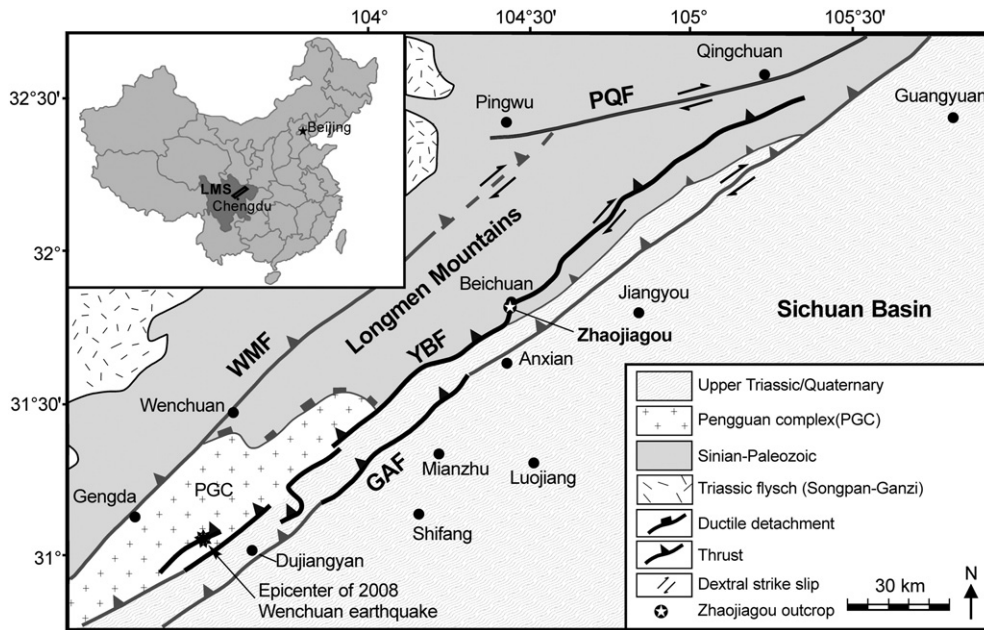 104°
104°30'
105°
105°30'
32°30'
32°
31°30'
31°
Beijing
LMS
Chengdu
Qingchuan
Pingwu
PQF
Guangyuan
Longmen Mountains
WMF
Beichuan
Jiangyou
Sichuan Basin
Zhaojiagou
YBF
Anxian
Wenchuan
GAF
Mianzhu
Luojiang
Gengda
PGC
Shifang
Dujiangyan
Epicenter of 2008
Wenchuan earthquake
Upper Triassic/Quaternary
Pengguan complex(PGC)
Sinian-Paleozoic
Triassic flysch (Songpan-Ganzi)
Ductile detachment
Thrust
Dextral strike slip
Zhaojiagou outcrop
30 km
N